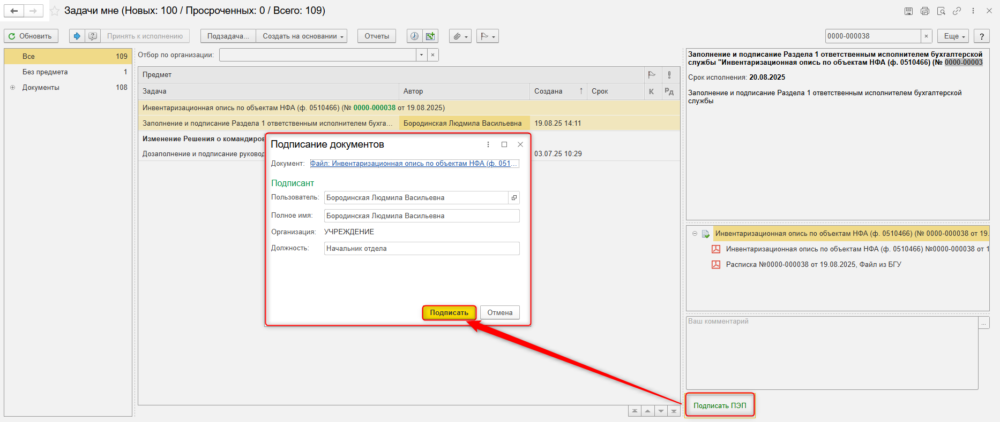 Задачи мне (Новых: 100 / Просроченных: 0 / Всего: 109)
Обновить
Принять к исполнению
Подзадача...
Создать на основании
Отчеты
0000-000038
×
Еще
?
Все 109
Без предмета 1
Документы 108
Отбор по организации:
Предмет
Задача Автор Создана ↑ Срок К Рд
Инвентаризационная опись по объектам НФА (ф. 0510466) (№ 0000-000038 от 19.08.2025)
Заполнение и подписание Раздела 1 ответственным исполнителем бухга... Бородинская Людмила Васильевна 19.08.25 14:11
Изменение Решения о командиров
Дозаполнение и подписание руковод 03.07.25 10:29
Подписание документов
Документ: Файл: Инвентаризационная опись по объектам НФА (ф. 051...
Подписант
Пользователь: Бородинская Людмила Васильевна
Полное имя: Бородинская Людмила Васильевна
Организация: УЧРЕЖДЕНИЕ
Должность: Начальник отдела
Подписать Отмена
Заполнение и подписание Раздела 1 ответственным исполнителем бухгалтерской
службы "Инвентаризационная опись по объектам НФА (ф. 0510466) (№ 0000-00003
Срок исполнения: 20.08.2025
Заполнение и подписание Раздела 1 ответственным исполнителем бухгалтерской
службы
Инвентаризационная опись по объектам НФА (ф. 0510466) (№ 0000-000038 от 19.
Инвентаризационная опись по объектам НФА (ф. 0510466) №0000-000038 от 1
Расписка №0000-000038 от 19.08.2025, Файл из БГУ
Ваш комментарий
...
Подписать ПЭП